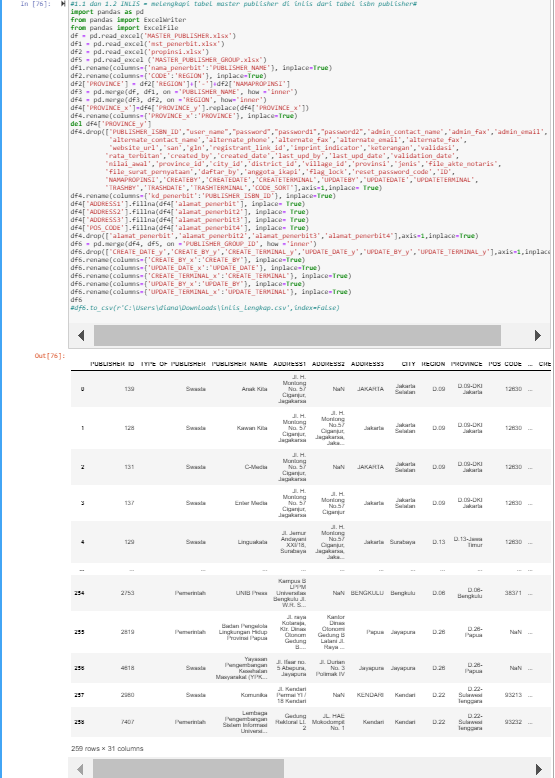 In [76]:
#1.1 dan 1.2 INLIS = melengkapi tabel master publisher di inlis dari tabel isbn publisher#
import pandas as pd
from pandas import ExcelWriter
from pandas import ExcelFile
df = pd.read_excel('MASTER_PUBLISHER.xlsx')
df1 = pd.read_excel('mst_penerbit.xlsx')
df2 = pd.read_excel('propinsi.xlsx')
df5 = pd.read_excel ('MASTER_PUBLISHER_GROUP.xlsx')
df1.rename(columns={'nama_penerbit':'PUBLISHER_NAME'}, inplace=True)
df2.rename(columns={'CODE':'REGION'}, inplace=True)
df2['PROVINCE'] = df2['REGION']+['-']+df2['NAMAPROPINSI']
df3 = pd.merge(df, df1, on ='PUBLISHER_NAME', how ='inner')
df4 = pd.merge(df3, df2, on ='REGION', how='inner')
df4['PROVINCE_x']=df4['PROVINCE_y'].replace(df4['PROVINCE_x'])
df4.rename(columns={'PROVINCE_x':'PROVINCE'}, inplace=True)
del df4['PROVINCE_y']
df4.drop(['PUBLISHER_ISBN_ID',"user_name","password","password1","password2","admin_contact_name","admin_fax","admin_email",
'alternate_contact_name','alternate_phone','alternate_fax','alternate_email','alternate_fax',
'website_url','san','gln','registrant_link_id','imprint_indicator','keterangan','validasi',
'rata_terbitan','created_by','created_date','last_upd_by','last_upd_date','validation_date',
'nilai_awal','province_id','city_id','district_id','village_id','provinsi','jenis','file_akte_notaris',
'file_surat_pernyataan','daftar_by','anggota_ikapi','flag_lock','reset_password_code','ID',
'NAMAPROPINSI','CREATEBY','CREATEDATE','CREATETERMINAL','UPDATEBY','UPDATEDATE','UPDATETERMINAL',
'TRASHBY','TRASHDATE','TRASHTERMINAL','CODE_SORT'],axis=1,inplace=True)
df4.rename(columns={'kd_penerbit':'PUBLISHER_ISBN_ID'}, inplace=True)
df4['ADDRESS1'].fillna(df4['alamat_penerbit'], inplace= True)
df4['ADDRESS2'].fillna(df4['alamat_penerbit2'], inplace= True)
df4['ADDRESS3'].fillna(df4['alamat_penerbit3'], inplace= True)
df4['POS_CODE'].fillna(df4['alamat_penerbit4'], inplace= True)
df4.drop(['alamat_penerbit','alamat_penerbit2','alamat_penerbit3','alamat_penerbit4'],axis=1,inplace=True)
df6 = pd.merge(df4, df5, on ='PUBLISHER_GROUP_ID', how ='inner')
df6.drop(['CREATE_DATE_y','CREATE_BY_y','CREATE_TERMINAL_y','UPDATE_DATE_y','UPDATE_BY_y','UPDATE_TERMINAL_y'],axis=1,inplace
df6.rename(columns={'CREATE_BY_x':'CREATE_BY'}, inplace=True)
df6.rename(columns={'UPDATE_DATE_x':'UPDATE_DATE'}, inplace=True)
df6.rename(columns={'CREATE_TERMINAL_x':'CREATE_TERMINAL'}, inplace=True)
df6.rename(columns={'UPDATE_BY_x':'UPDATE_BY'}, inplace=True)
df6.rename(columns={'UPDATE_TERMINAL_x':'UPDATE_TERMINAL'}, inplace=True)
df6
#df6.to_csv(r'C:\Users\diana\Downloads\inlis_lengkap.csv',index=False)
Out[76]:
PUBLISHER ID TYPE OF PUBLISHER PUBLISHER NAME ADDRESS1 ADDRESS2 ADDRESS3 CITY REGION PROVINCE POS CODE ... CRE
0 139 Swasta Anak Kita Jl. H. Montong No. 57 Ciganjur, Jagakarsa NaN JAKARTA Jakarta Selatan D.09 D.09-DKI Jakarta 12630 ...
1 128 Swasta Kawan Kita Jl. H. Montong No. 57 Ciganjur, Jagakarsa Jl. H. Montong No.57 Ciganjur, Jagakarsa, Jaka... Jakarta Jakarta Selatan D.09 D.09-DKI Jakarta 12630 ...
2 131 Swasta C-Media Jl. H. Montong No. 57 Ciganjur, Jagakarsa NaN JAKARTA Jakarta Selatan D.09 D.09-DKI Jakarta 12630 ...
3 137 Swasta Enter Media Jl. H. Montong No. 57 Ciganjur, Jagakarsa Jl. H. Montong No.57 Ciganjur Jakarta Jakarta Selatan D.09 D.09-DKI Jakarta 12630 ...
4 129 Swasta Linguakata Jl. Jemur Andayani XXI/18, Surabaya Jl. H. Montong No.57 Ciganjur, Jagakarsa, Jaka... Jakarta Surabaya D.13 D.13-Jawa Timur 12630 ...
... ... ... ... ... ... ... ... ... ... ... ...
254 2753 Pemerintah UNIB Press Kampus B LPPM Universitas Bengkulu Jl. W.R. S... NaN BENGKULU Bengkulu D.06 D.06-Bengkulu 38371 ...
255 2819 Pemerintah Badan Pengelola Lingkungan Hidup Provinsi Papua Jl. raya Kotaraja, Klr. Dinas Otonom Gedung B.... Kantor Dinas Otonomi Gedung B Lalani Jl. Raya ... Papua Jayapura D.26 D.26-Papua NaN ...
256 4618 Swasta Yayasan Pengembangan Kesehatan Masyarakat (YPK... Jl. Ifaar no. 5 Abepura, Jayapura Jl. Durian No. 3 Polimak IV Jayapura Jayapura D.26 D.26-Papua NaN ...
257 2980 Swasta Komunika Jl. Kendari Permai Y1 / 18 Kendari NaN KENDARI Kendari D.22 D.22-Sulawesi Tenggara 93213 ...
258 7407 Pemerintah Lembaga Pengembangan Sistem Informasi Universi... Gedung Rektorat Lt. 2 JL. HAE Mokodompit No. 1 Kendari Kendari D.22 D.22-Sulawesi Tenggara 93232 ...
259 rows × 31 columns